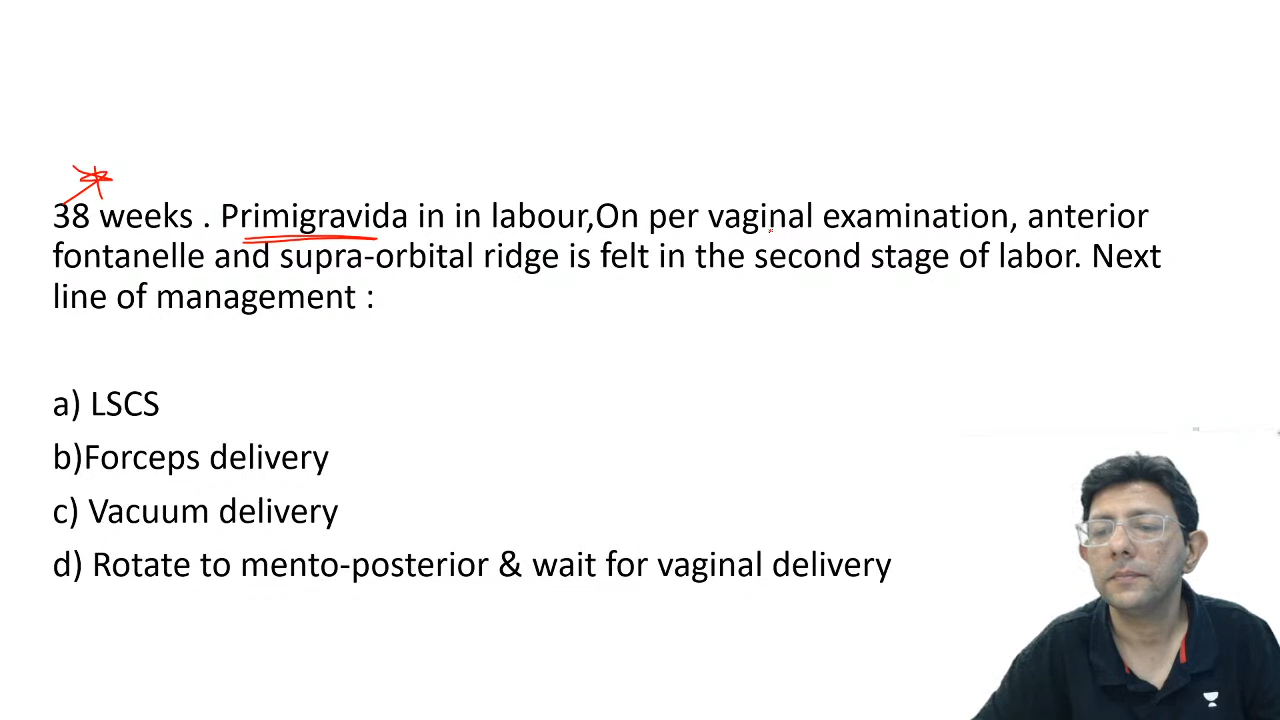 38 weeks . Primigravida in in labour,On per vaginal examination, anterior
fontanelle and supra-orbital ridge is felt in the second stage of labor. Next
line of management :
a) LSCS
b)Forceps delivery
c) Vacuum delivery
d) Rotate to mento-posterior & wait for vaginal delivery